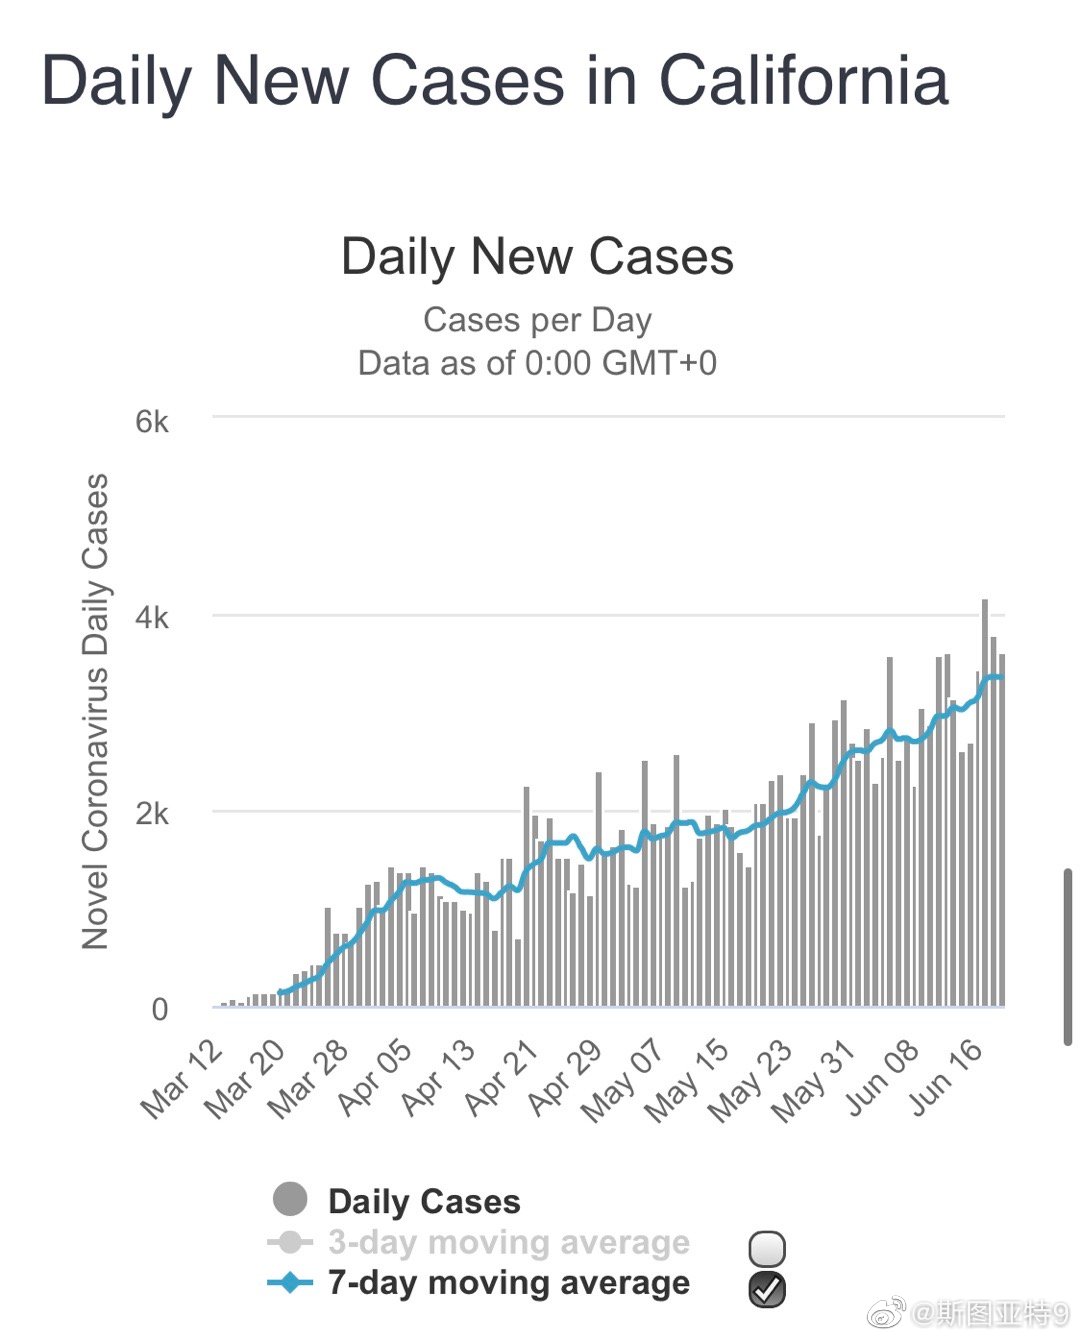 Daily New Cases in California
Daily New Cases
Cases per Day
Data as of 0:00 GMT+0
Novel Coronavirus Daily Cases
6k
4k
2k
0
Mar 12
Mar 20
Mar 28
Apr 05
Apr 13
Apr 21
Apr 29
May 07
May 15
May 23
May 31
Jun 08
Jun 16
Daily Cases
3-day moving average
7-day moving average
@斯图亚特9